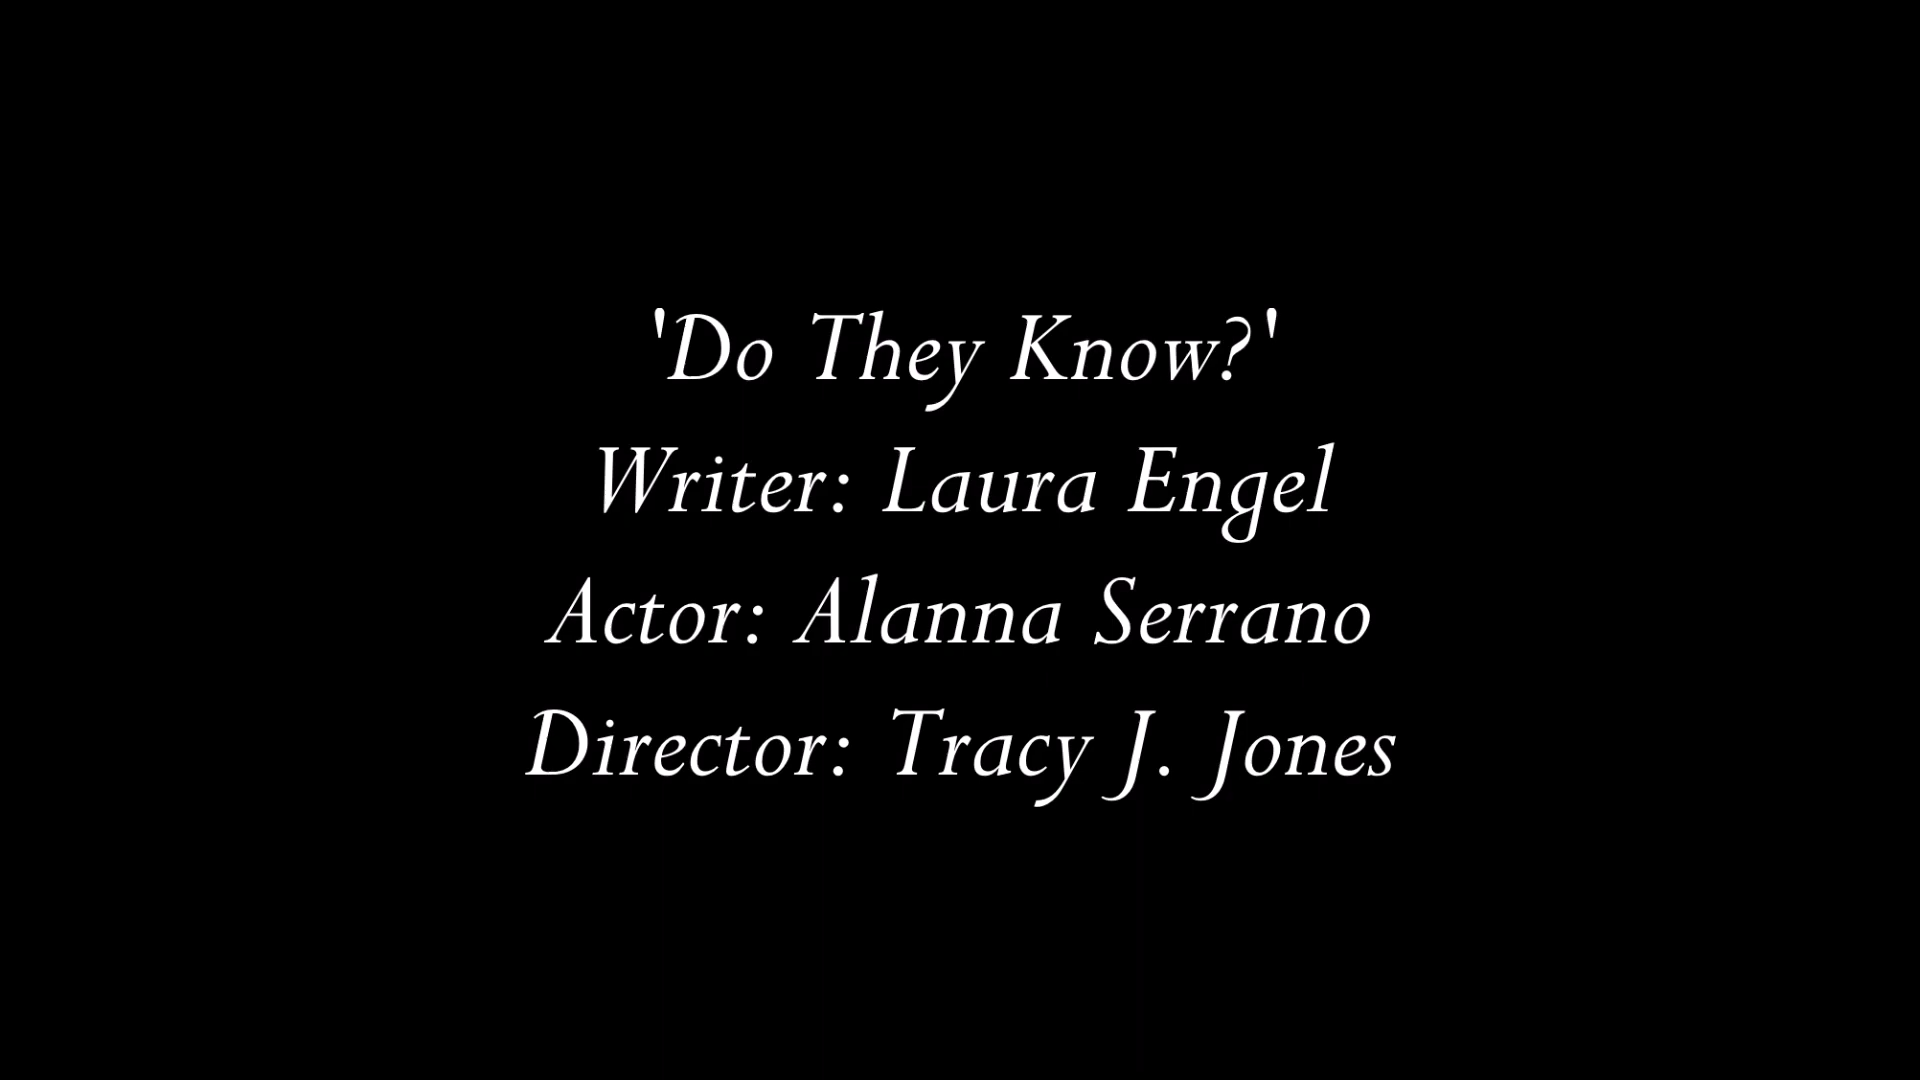 'Do They Know?'
Writer: Laura Engel
Actor: Alanna Serrano
Director: Tracy J. Jones